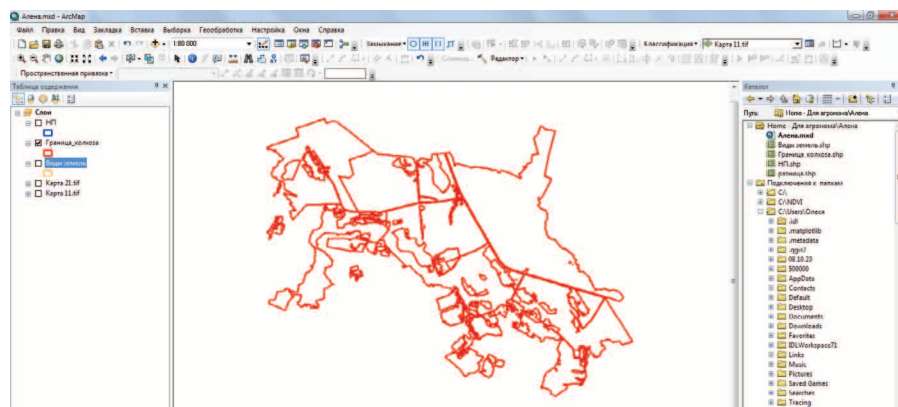 Алена.mxd - ArcMap
Файл Правка Вид Закладка Вставка Выборка Геообработка Настройка Окна Справка
1:80 000 Замыкание Классификация Карта 11.tif
Редактор
Пространственная привязка
Таблица содержания
Слои
НП
Граница_колхоза
Виды земель
Карта 21.tif
Карта 11.tif
Каталог
Путь: Home - Для агронома\Алена
Home - Для агронома\Алена
Алена.mxd
Виды земель.shp
Граница_колхоза.shp
НП.shp
разница.shp
Подключения к папкам
C:\
C:\NDVI
C:\Users\Олеся
.idl
.matplotlib
.metadata
.qgis2
08.10.23
500000
AppData
Contacts
Default
Desktop
Documents
Downloads
Favorites
IDLWorkspace71
Links
Music
Pictures
Saved Games
Searches
Tracing